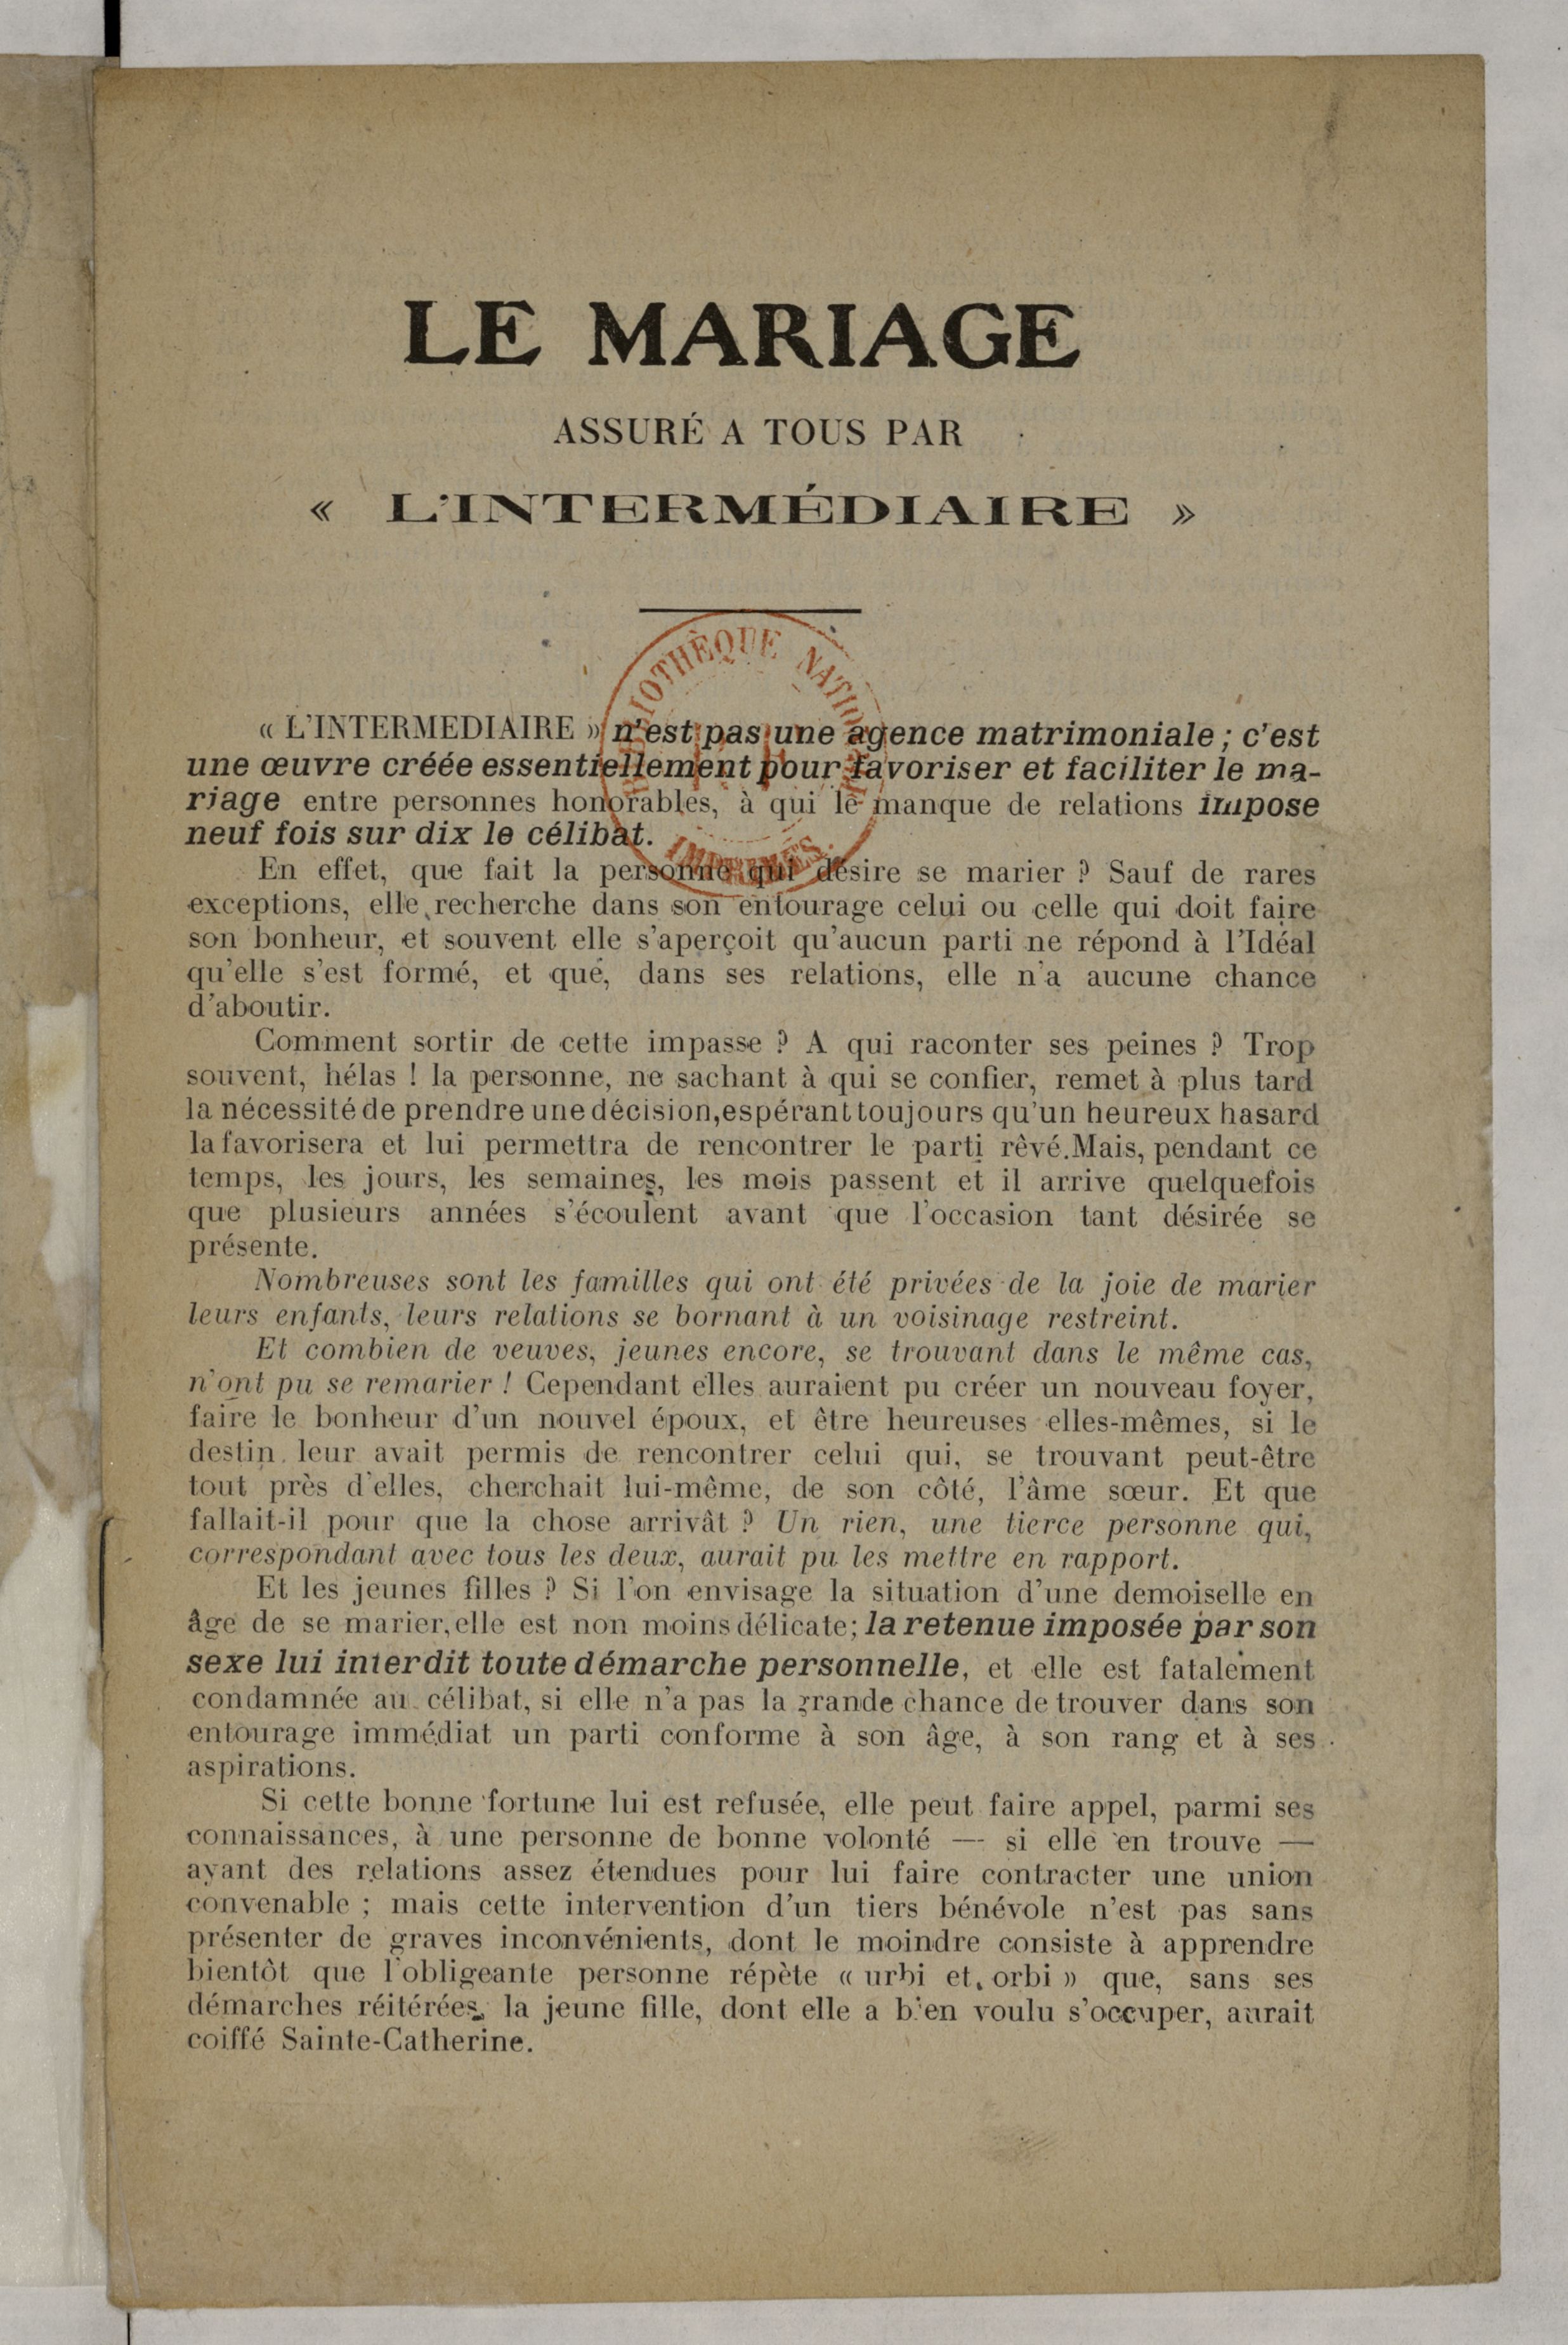 LE MARIAGE
ASSURÉ A TOUS PAR
« L'INTERMÉDIAIRE »
BIBLIOTHÈQUE NATIONALE
IMPRIMÉS
« L'INTERMEDIAIRE » n'est pas une agence matrimoniale ; c'est
une œuvre créée essentiellement pour favoriser et faciliter le ma-
riage entre personnes honorables, à qui le manque de relations impose
neuf fois sur dix le célibat.
En effet, que fait la personne qui désire se marier ? Sauf de rares
exceptions, elle recherche dans son entourage celui ou celle qui doit faire
son bonheur, et souvent elle s'aperçoit qu'aucun parti ne répond à l'Idéal
qu'elle s'est formé, et que, dans ses relations, elle n'a aucune chance
d'aboutir.
Comment sortir de cette impasse ? A qui raconter ses peines ? Trop
souvent, hélas ! la personne, ne sachant à qui se confier, remet à plus tard
la nécessité de prendre une décision, espérant toujours qu'un heureux hasard
la favorisera et lui permettra de rencontrer le parti rêvé. Mais, pendant ce
temps, les jours, les semaines, les mois passent et il arrive quelquefois
que plusieurs années s'écoulent avant que l'occasion tant désirée se
présente.
Nombreuses sont les familles qui ont été privées de la joie de marier
leurs enfants, leurs relations se bornant à un voisinage restreint.
Et combien de veuves, jeunes encore, se trouvant dans le même cas,
n'ont pu se remarier ! Cependant elles auraient pu créer un nouveau foyer,
faire le bonheur d'un nouvel époux, et être heureuses elles-mêmes, si le
destin leur avait permis de rencontrer celui qui, se trouvant peut-être
tout près d'elles, cherchait lui-même, de son côté, l'âme sœur. Et que
fallait-il pour que la chose arrivât ? Un rien, une tierce personne qui,
correspondant avec tous les deux, aurait pu les mettre en rapport.
Et les jeunes filles ? Si l'on envisage la situation d'une demoiselle en
âge de se marier, elle est non moins délicate; la retenue imposée par son
sexe lui interdit toute démarche personnelle, et elle est fatalement
condamnée au célibat, si elle n'a pas la grande chance de trouver dans son
entourage immédiat un parti conforme à son âge, à son rang et à ses
aspirations.
Si cette bonne fortune lui est refusée, elle peut faire appel, parmi ses
connaissances, à une personne de bonne volonté — si elle en trouve —
ayant des relations assez étendues pour lui faire contracter une union
convenable ; mais cette intervention d'un tiers bénévole n'est pas sans
présenter de graves inconvénients, dont le moindre consiste à apprendre
bientôt que l'obligeante personne répète « urbi et orbi » que, sans ses
démarches réitérées, la jeune fille, dont elle a bien voulu s'occuper, aurait
coiffé Sainte-Catherine.